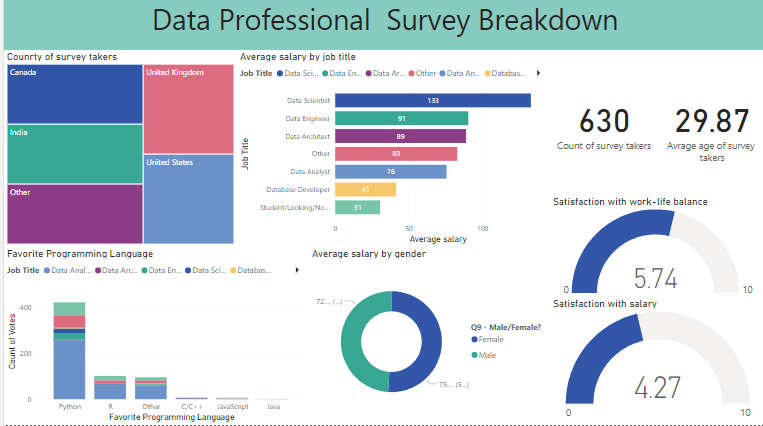 Data Professional Survey Breakdown
Counrty of survey takers
Canada
United Kingdom
India
United States
Other
Average salary by job title
Job Title Data Sci... Data En... Data Ar... Other Data An... Databas...
Job Title
Data Scientist 133
Data Engineer 91
Data Architect 89
Other 83
Data Analyst 76
Database Developer 41
Student/Looking/No... 31
0 50 100
Average salary
630
Count of survey takers
29.87
Avrage age of survey
takers
Satisfaction with work-life balance
5.74
0 10
Satisfaction with salary
4.27
0 10
Favorite Programming Language
Job Title Data Anal... Data Arc... Data En... Data Sci... Databas...
Count of Votes
400
200
0
Python R Other C/C++ JavaScript Java
Favorite Programming Language
Average salary by gender
72.... (...)
75.... (5...)
Q9 - Male/Female?
Female
Male